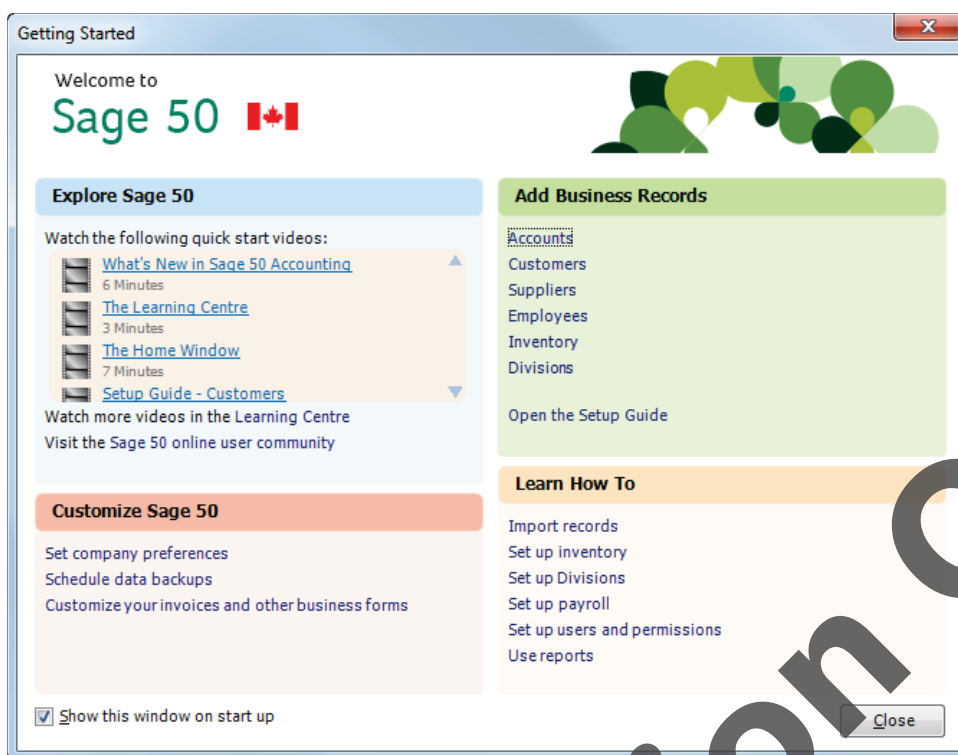 Getting Started
Welcome to
Sage 50
Explore Sage 50
Watch the following quick start videos:
What's New in Sage 50 Accounting
6 Minutes
The Learning Centre
3 Minutes
The Home Window
7 Minutes
Setup Guide - Customers
Watch more videos in the Learning Centre
Visit the Sage 50 online user community
Customize Sage 50
Set company preferences
Schedule data backups
Customize your invoices and other business forms
Add Business Records
Accounts
Customers
Suppliers
Employees
Inventory
Divisions
Open the Setup Guide
Learn How To
Import records
Set up inventory
Set up Divisions
Set up payroll
Set up users and permissions
Use reports
Show this window on start up
Close